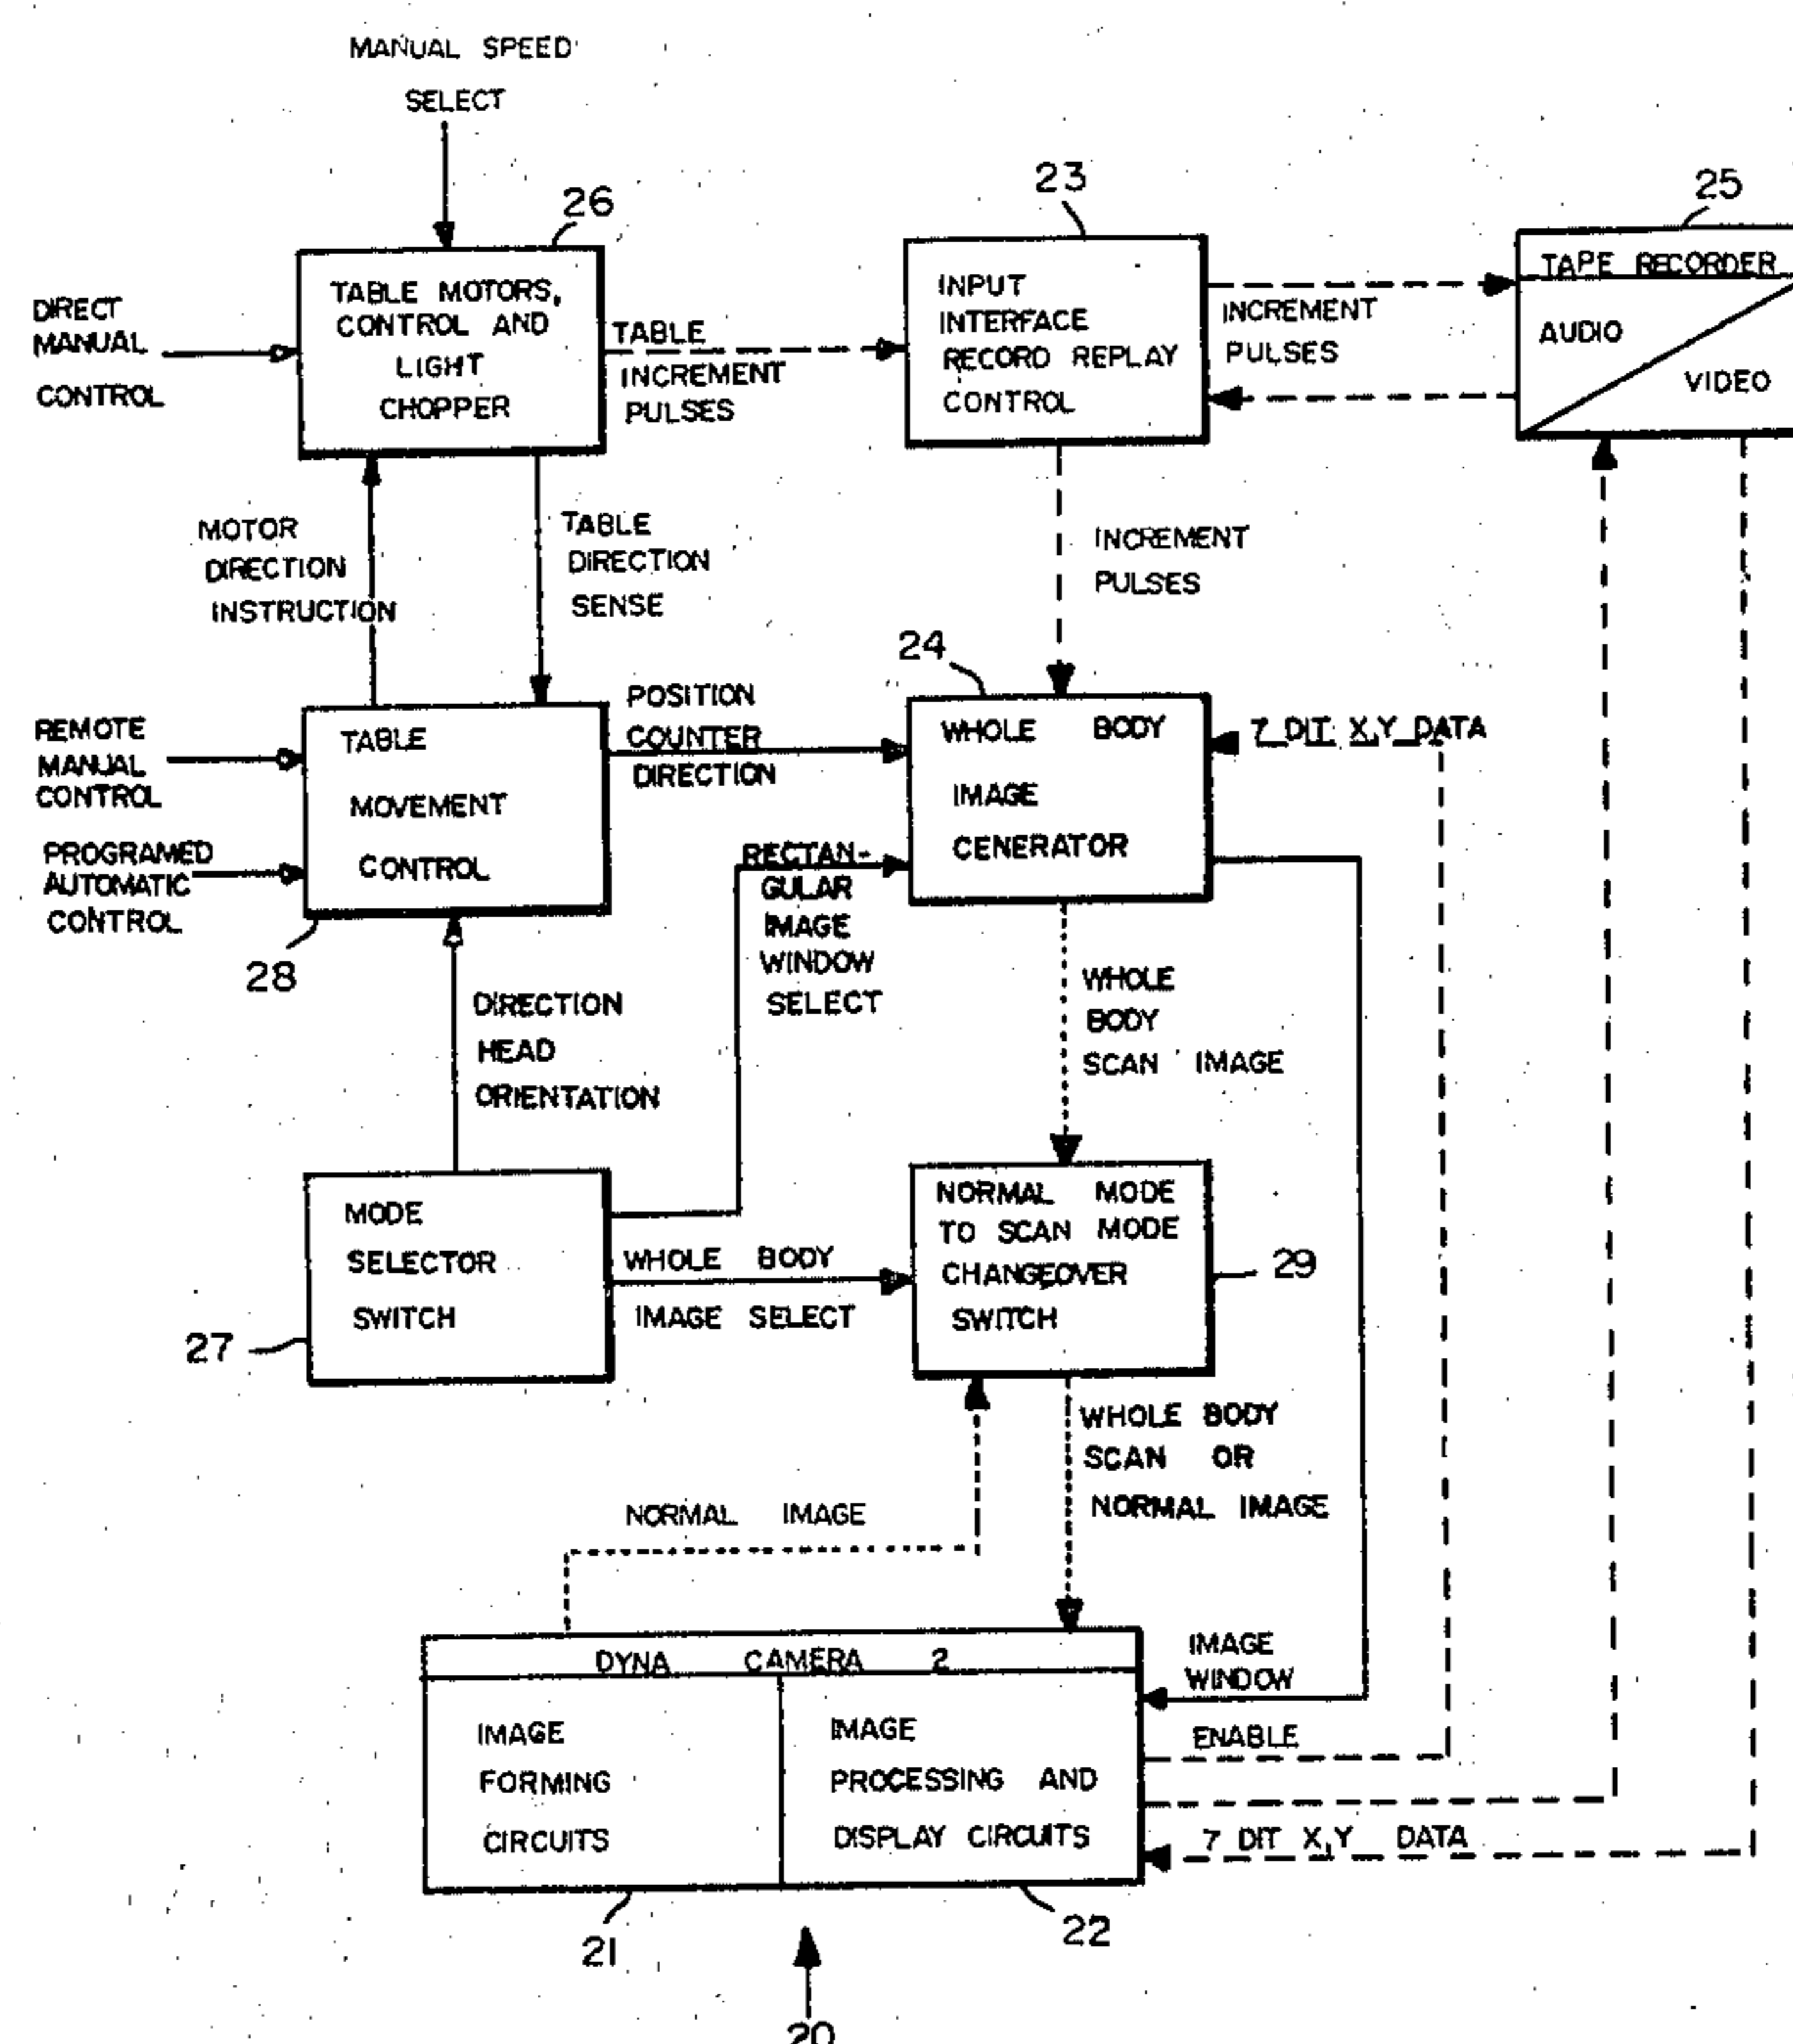 MANUAL SPEED
SELECT
26
23
25
DIRECT
MANUAL
CONTROL
TABLE MOTORS,
CONTROL AND
LIGHT
CHOPPER
TABLE
INCREMENT
PULSES
INPUT
INTERFACE
RECORD REPLAY
CONTROL
INCREMENT
PULSES
TAPE RECORDER
AUDIO
VIDEO
MOTOR
DIRECTION
INSTRUCTION
TABLE
DIRECTION
SENSE
INCREMENT
PULSES
24
REMOTE
MANUAL
CONTROL
PROGRAMED
AUTOMATIC
CONTROL
TABLE
MOVEMENT
CONTROL
28
POSITION
COUNTER
DIRECTION
WHOLE BODY
IMAGE
CENERATOR
7 DIT X,Y DATA
RECTAN-
GULAR
IMAGE
WINDOW
SELECT
DIRECTION
HEAD
ORIENTATION
WHOLE
BODY
SCAN IMAGE
MODE
SELECTOR
SWITCH
27
WHOLE BODY
IMAGE SELECT
NORMAL MODE
TO SCAN MODE
CHANGEOVER
SWITCH
29
NORMAL IMAGE
WHOLE BODY
SCAN OR
NORMAL IMAGE
DYNA CAMERA 2
IMAGE
FORMING
CIRCUITS
IMAGE
PROCESSING AND
DISPLAY CIRCUITS
IMAGE
WINDOW
ENABLE
7 DIT X,Y DATA
21
22
20